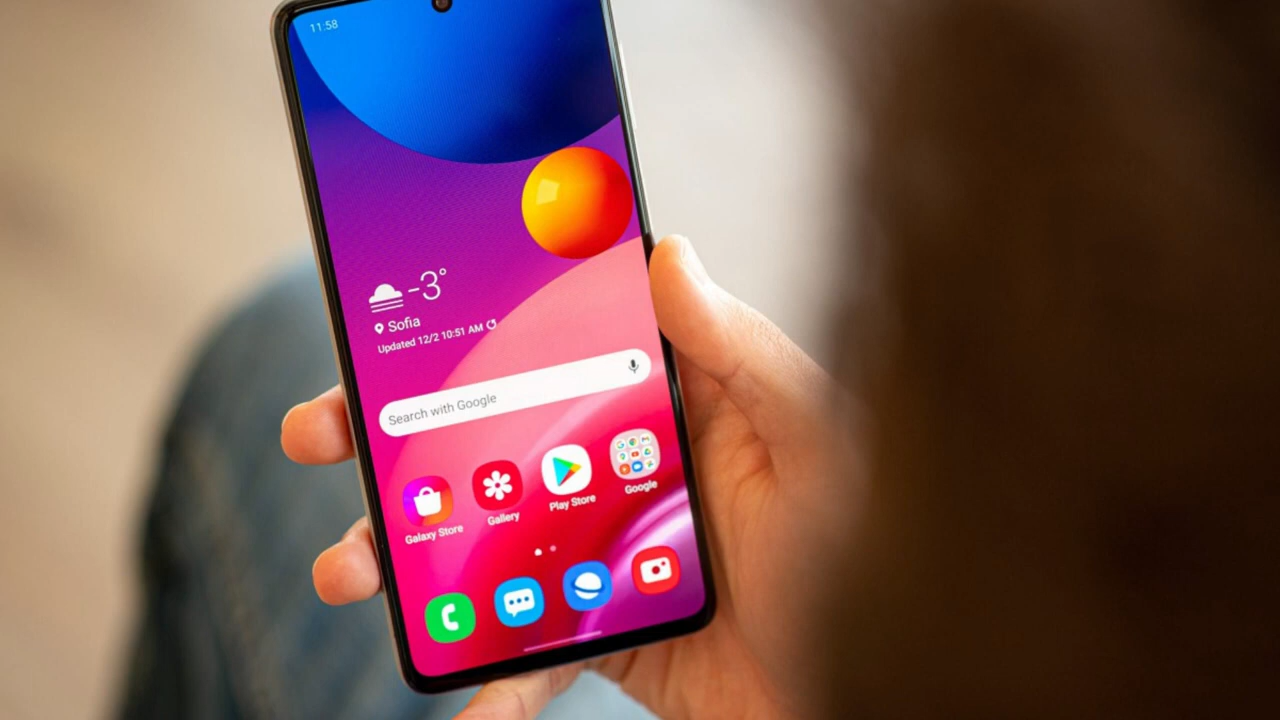 11:58
-3°
Sofia
Updated 12/2 10:51 AM
Search with Google
Galaxy Store
Gallery
Play Store
Google